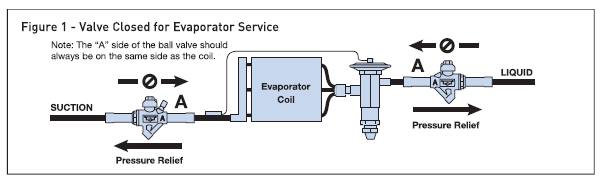 Figure 1 - Valve Closed for Evaporator Service
Note: The “A” side of the ball valve should
always be on the same side as the coil.
A
LIQUID
Evaporator
Coil
A
SUCTION
A
Pressure Relief
Pressure Relief